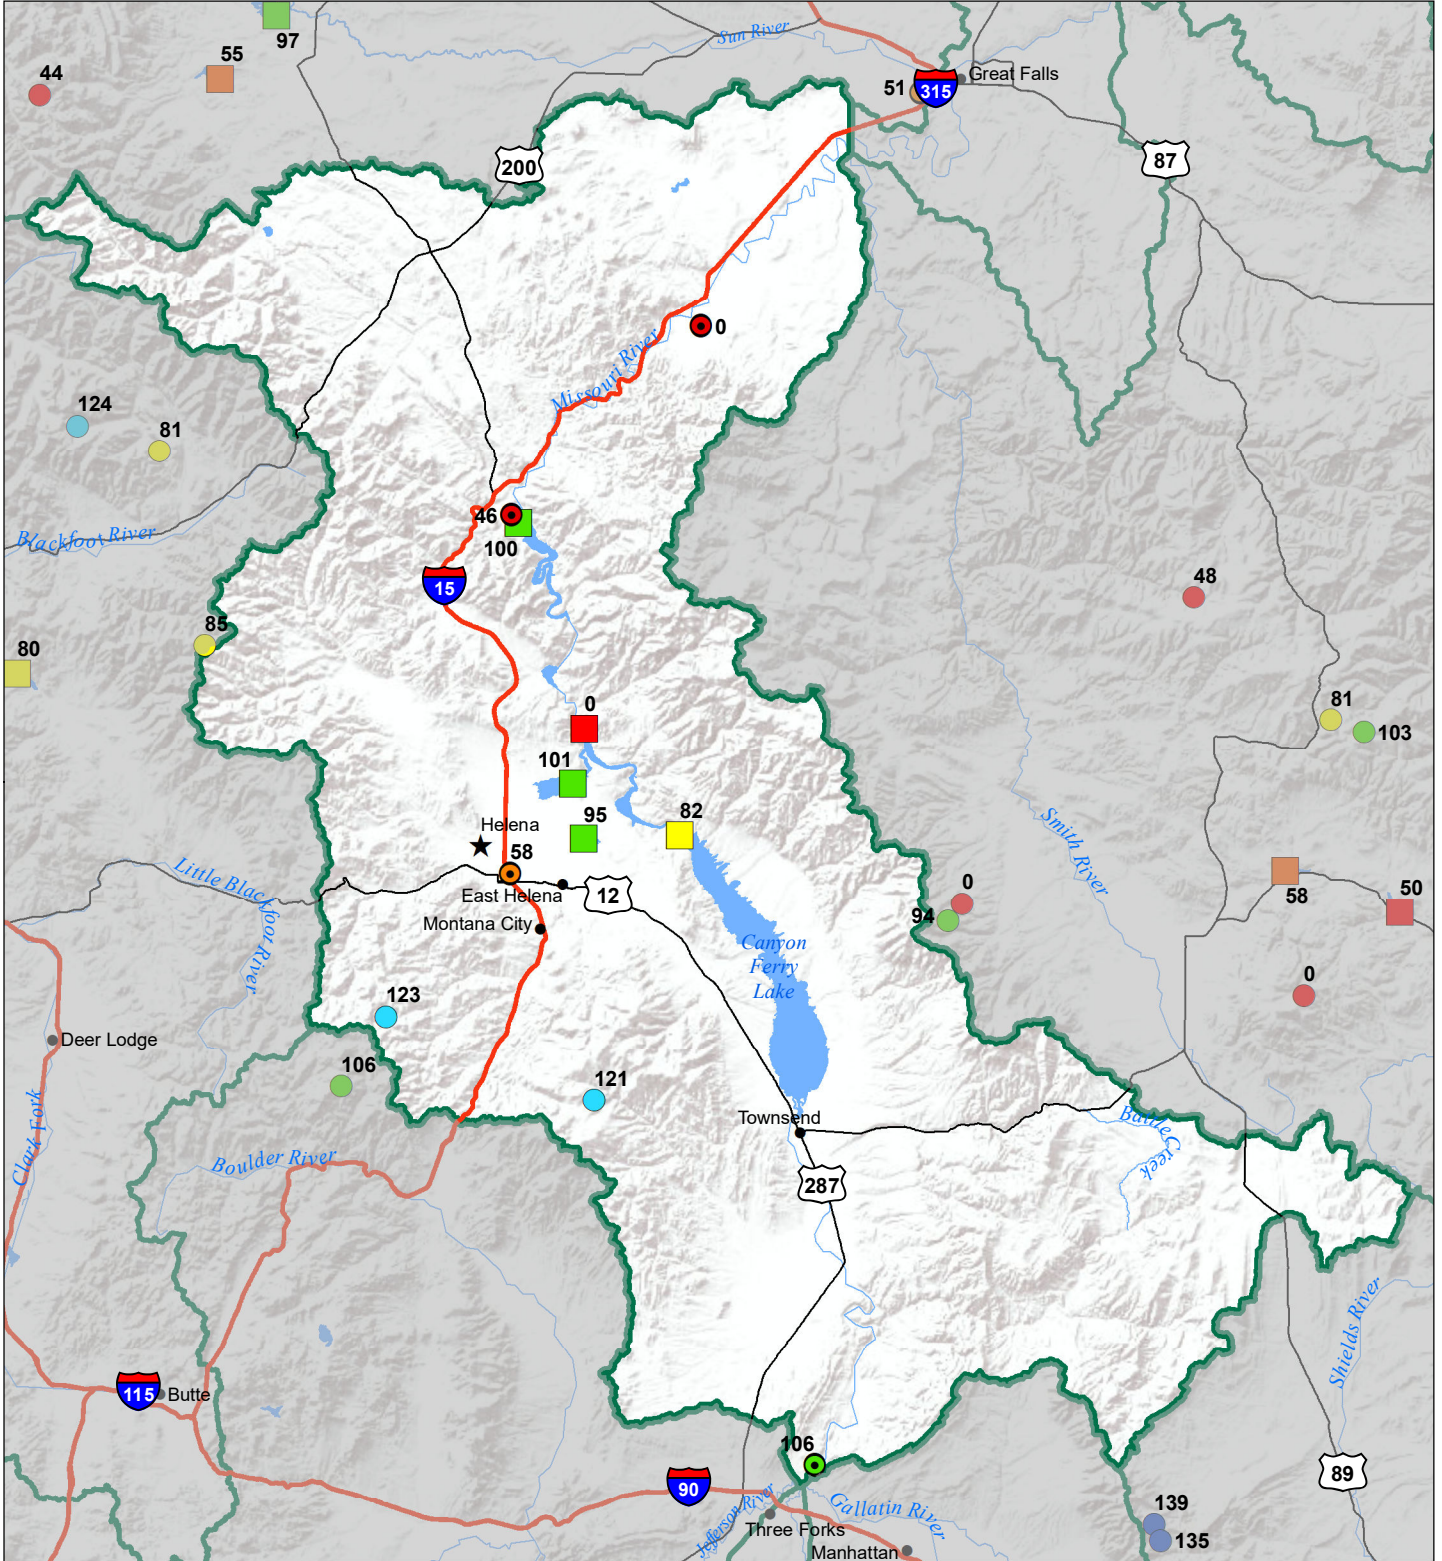 97
Sun River
55
44
51
315
Great Falls
200
87
0
Missouri River
124
81
46
100
Blackfoot River
15
48
85
80
0
81
103
101
82
95
Helena
58
Smith River
Little Blackfoot River
East Helena
12
0
58
50
94
Montana City
Canyon
Ferry
Lake
0
123
Deer Lodge
106
121
Clark Fork
Townsend
Battle Creek
Boulder River
287
Shields River
115
Butte
106
90
89
Jefferson River
Gallatin River
139
Three Forks
135
Manhattan